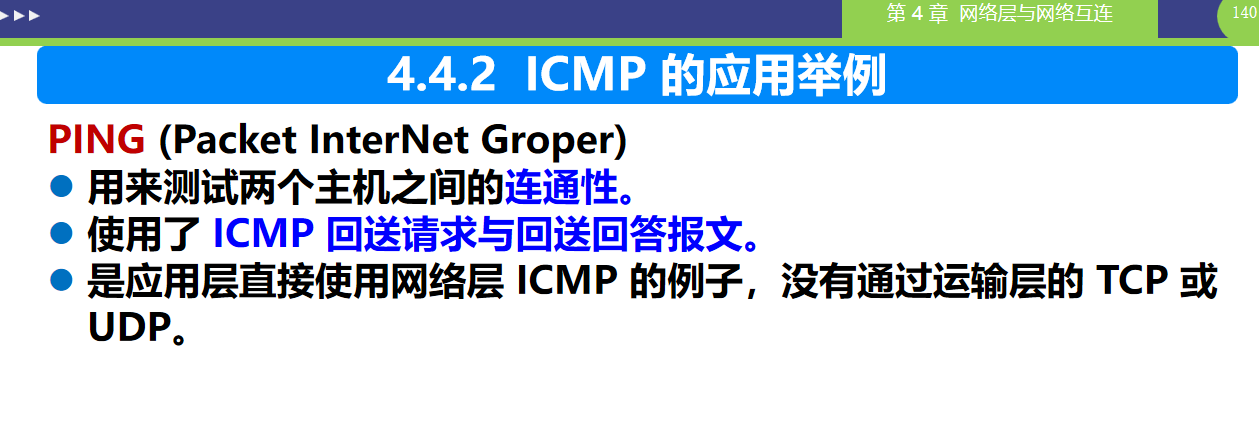 第 4 章 网络层与网络互连
140
4.4.2 ICMP 的应用举例
PING (Packet InterNet Groper)
用来测试两个主机之间的连通性。
使用了 ICMP 回送请求与回送回答报文。
是应用层直接使用网络层 ICMP 的例子，没有通过运输层的 TCP 或
UDP。